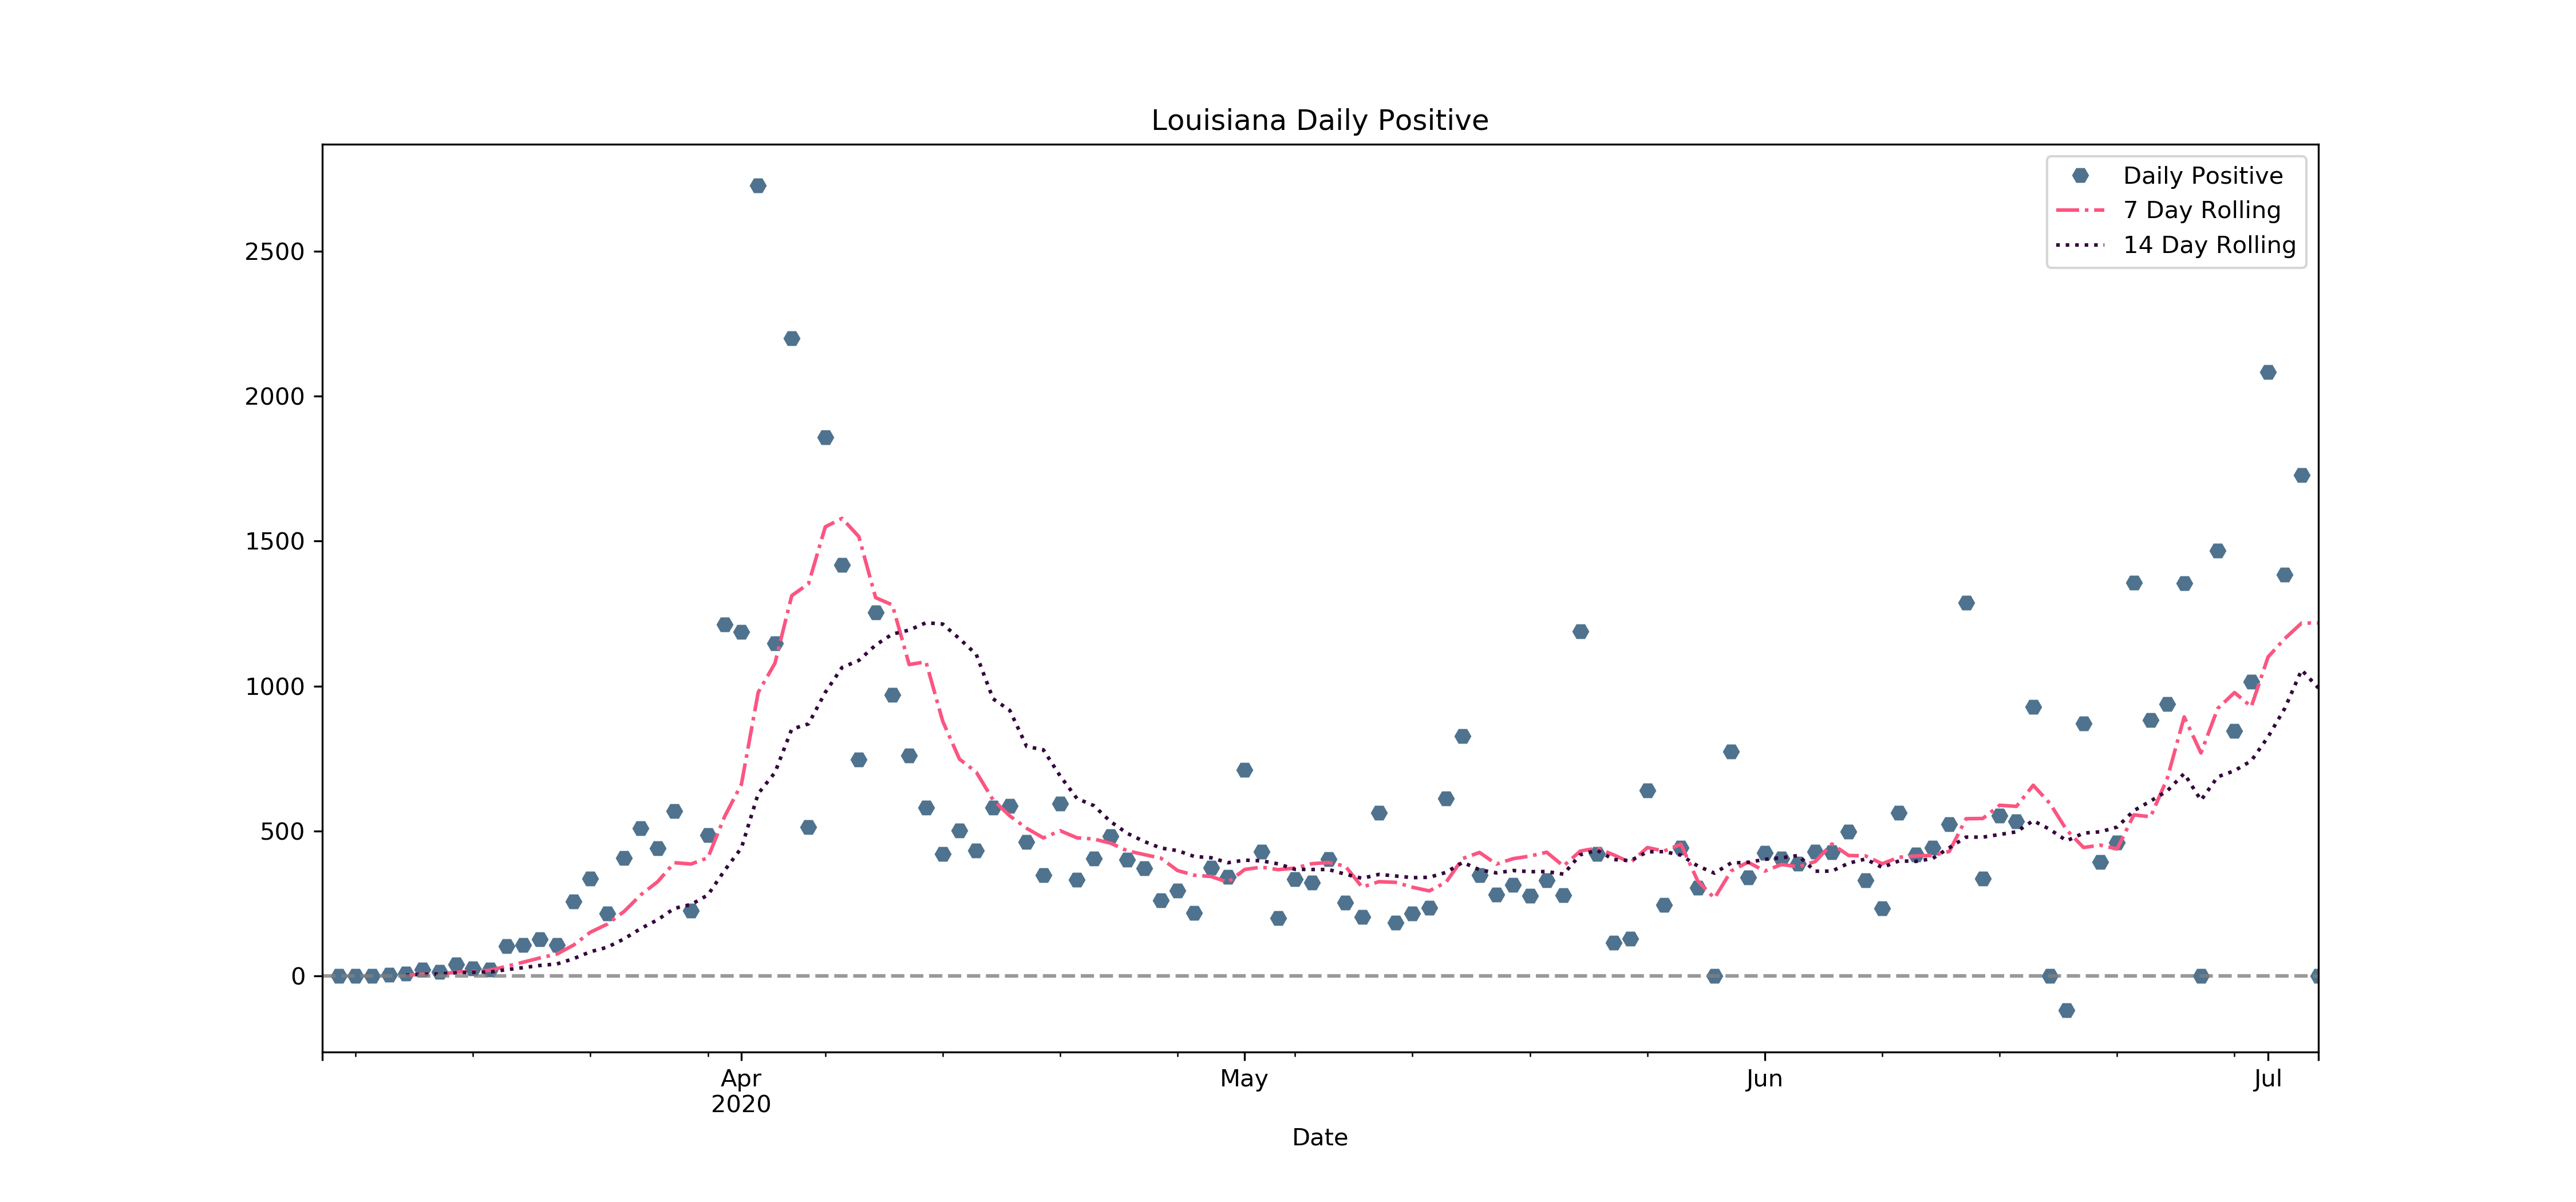 Louisiana Daily Positive
Daily Positive
7 Day Rolling
14 Day Rolling
2500
2000
1500
1000
500
0
Apr
2020
May
Jun
Jul
Date